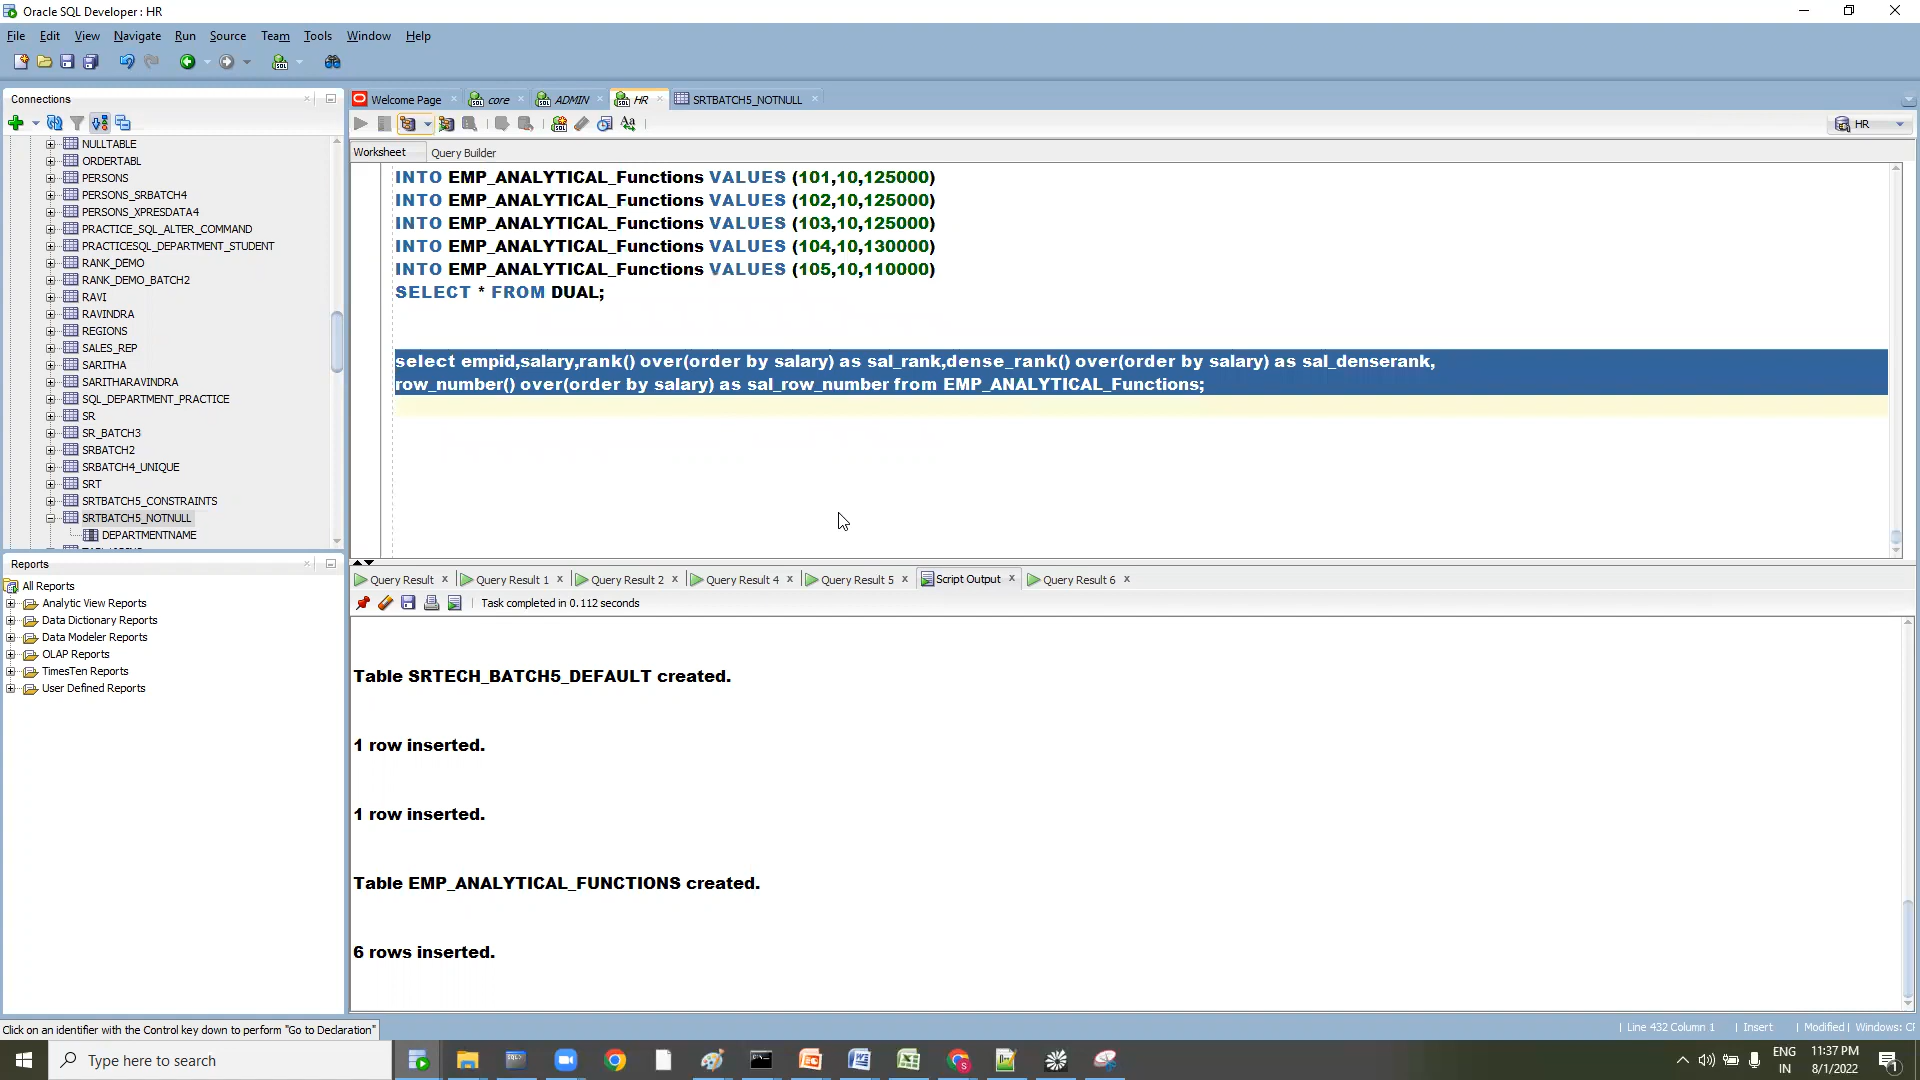 Oracle SQL Developer : HR
File Edit View Navigate Run Source Team Tools Window Help
Connections
NULLTABLE
ORDERTABL
PERSONS
PERSONS_SRBATCH4
PERSONS_XPRESDATA4
PRACTICE_SQL_ALTER_COMMAND
PRACTICESQL_DEPARTMENT_STUDENT
RANK_DEMO
RANK_DEMO_BATCH2
RAVI
RAVINDRA
REGIONS
SALES_REP
SARITHA
SARITHARAVINDRA
SQL_DEPARTMENT_PRACTICE
SR
SR_BATCH3
SRBATCH2
SRBATCH4_UNIQUE
SRT
SRTBATCH5_CONSTRAINTS
SRTBATCH5_NOTNULL
DEPARTMENTNAME
Reports
All Reports
Analytic View Reports
Data Dictionary Reports
Data Modeler Reports
OLAP Reports
TimesTen Reports
User Defined Reports
Welcome Page core ADMIN HR SRTBATCH5_NOTNULL
HR
Worksheet Query Builder
INTO EMP_ANALYTICAL_Functions VALUES (101,10,125000)
INTO EMP_ANALYTICAL_Functions VALUES (102,10,125000)
INTO EMP_ANALYTICAL_Functions VALUES (103,10,125000)
INTO EMP_ANALYTICAL_Functions VALUES (104,10,130000)
INTO EMP_ANALYTICAL_Functions VALUES (105,10,110000)
SELECT * FROM DUAL;
select empid,salary,rank() over(order by salary) as sal_rank,dense_rank() over(order by salary) as sal_denserank,
row_number() over(order by salary) as sal_row_number from EMP_ANALYTICAL_Functions;
Query Result Query Result 1 Query Result 2 Query Result 4 Query Result 5 Script Output Query Result 6
Task completed in 0.112 seconds
Table SRTECH_BATCH5_DEFAULT created.
1 row inserted.
1 row inserted.
Table EMP_ANALYTICAL_FUNCTIONS created.
6 rows inserted.
Click on an identifier with the Control key down to perform "Go to Declaration"
Line 432 Column 1 Insert Modified Windows: CF
Type here to search
ENG
IN
11:37 PM
8/1/2022